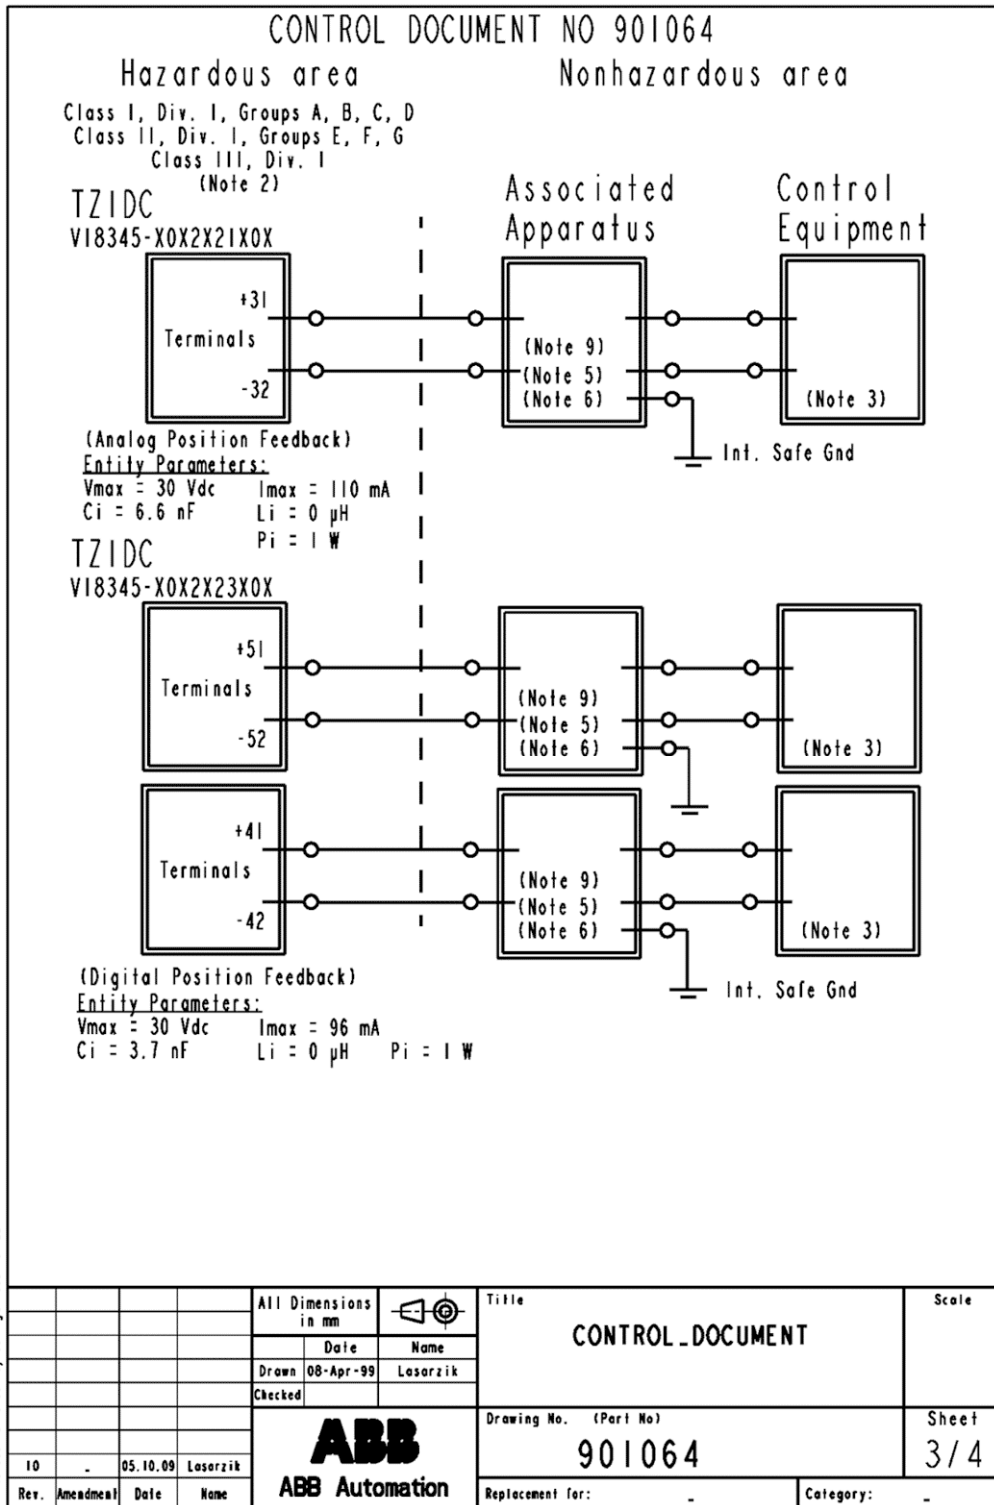 CONTROL DOCUMENT NO 901064
Hazardous area
Nonhazardous area
Class I, Div. I, Groups A, B, C, D
Class II, Div. I, Groups E, F, G
Class III, Div. I
(Note 2)
TZIDC
V18345-X0X2X21X0X
Associated
Apparatus
Control
Equipment
+31
Terminals
-32
(Note 9)
(Note 5)
(Note 6)
(Note 3)
Int. Safe Gnd
(Analog Position Feedback)
Entity Parameters:
Vmax = 30 Vdc Imax = 110 mA
Ci = 6.6 nF Li = 0 µH
Pi = 1 W
TZIDC
V18345-X0X2X23X0X
+51
Terminals
-52
(Note 9)
(Note 5)
(Note 6)
(Note 3)
+41
Terminals
-42
(Note 9)
(Note 5)
(Note 6)
(Note 3)
Int. Safe Gnd
(Digital Position Feedback)
Entity Parameters:
Vmax = 30 Vdc Imax = 96 mA
Ci = 3.7 nF Li = 0 µH Pi = 1 W
All Dimensions
in mm
Date Name
Drawn 08-Apr-99 Lasarzik
Checked
ABB
ABB Automation
10 - 05.10.09 Lasarzik
Rev. Amendment Date Name
Title
CONTROL_DOCUMENT
Scale
Drawing No. (Part No)
901064
Sheet
3/4
Replacement for: -
Category: -